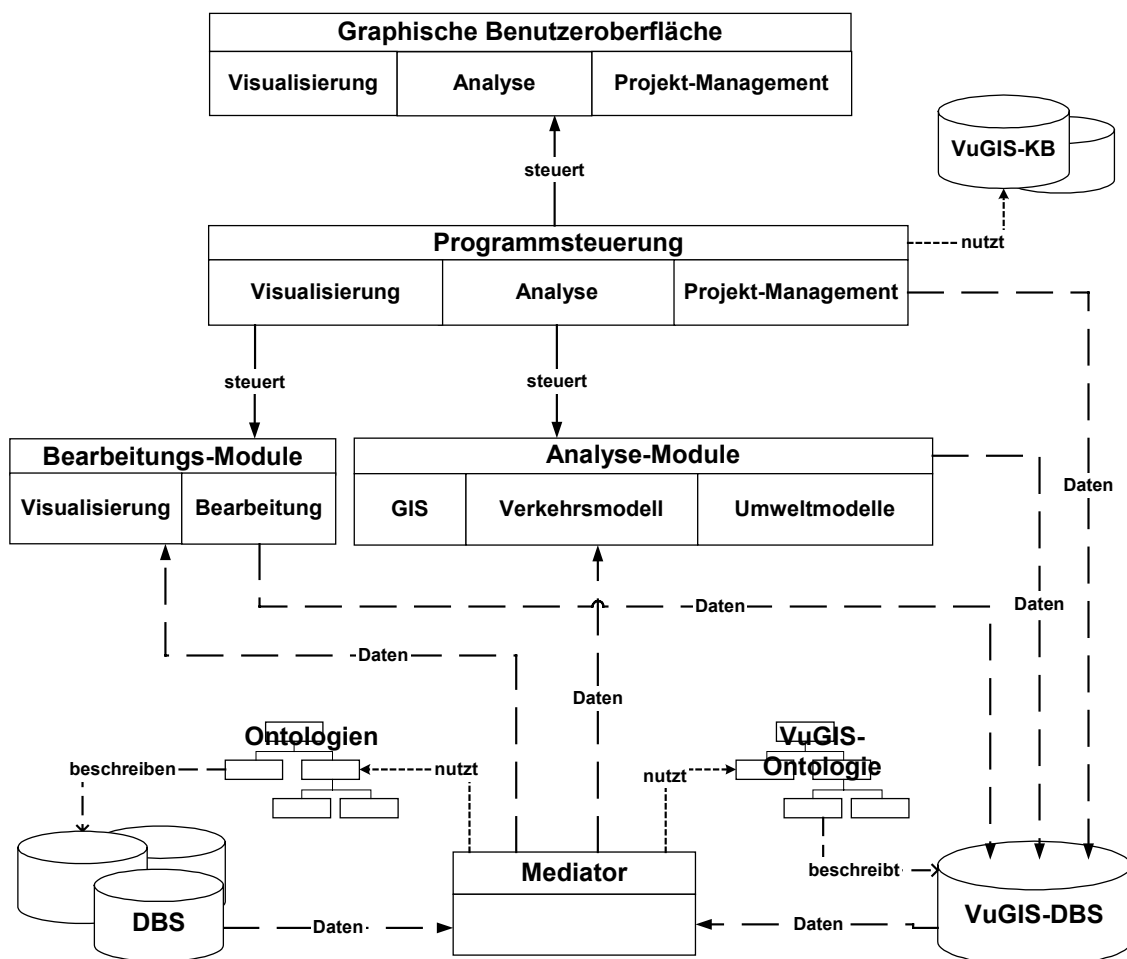 Graphische Benutzeroberfläche
Visualisierung
Analyse
Projekt-Management
VuGIS-KB
steuert
Programmsteuerung
nutzt
Visualisierung
Analyse
Projekt-Management
Daten
steuert
steuert
Bearbeitungs-Module
Visualisierung
Bearbeitung
Analyse-Module
GIS
Verkehrsmodell
Umweltmodelle
Daten
Daten
Daten
Daten
Ontologien
beschreiben
nutzt
nutzt
VuGIS-
Ontologie
beschreibt
DBS
Daten
Mediator
Daten
VuGIS-DBS